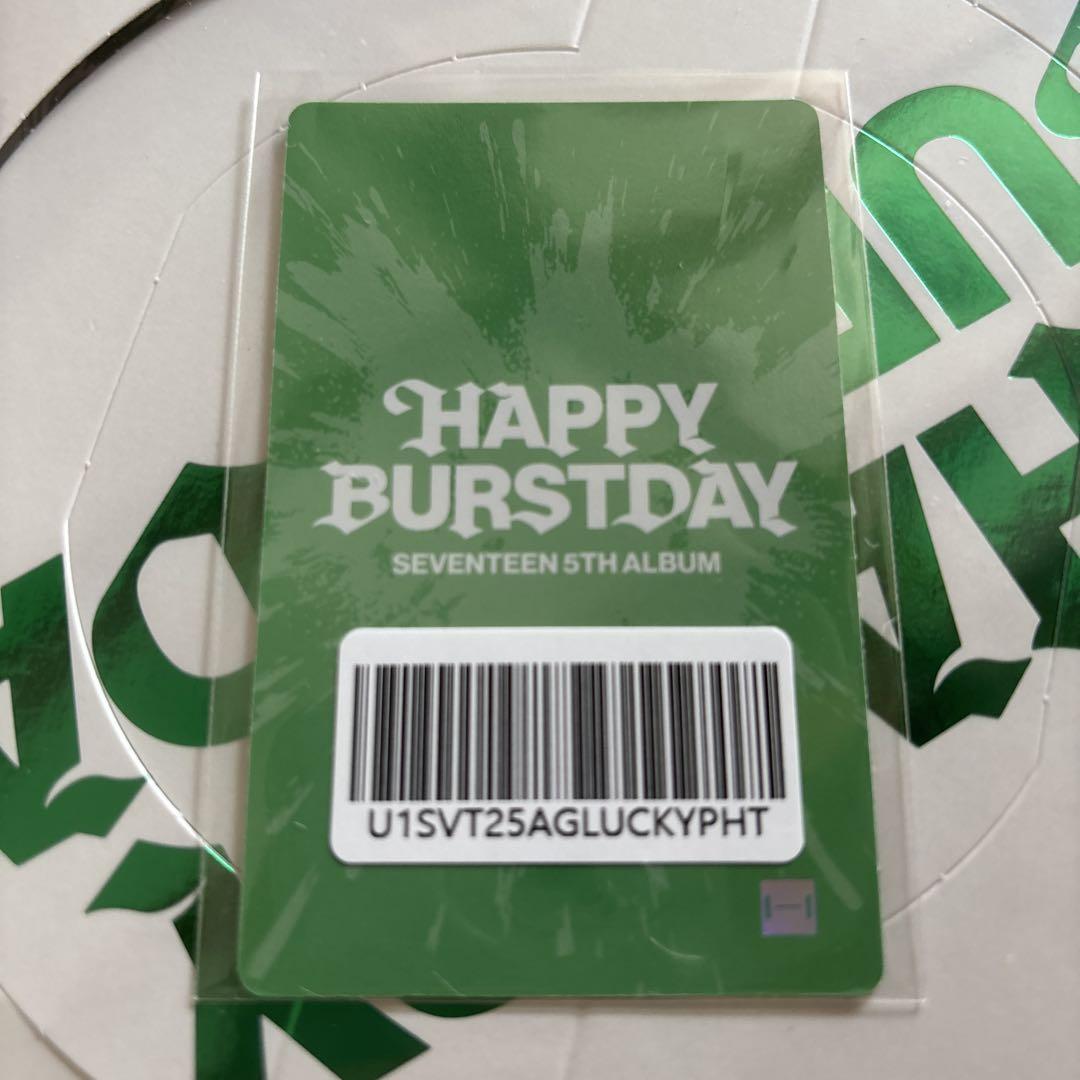 HAPPY
BURSTDAY
SEVENTEEN 5TH ALBUM
U1SVT25AGLUCKYPHT